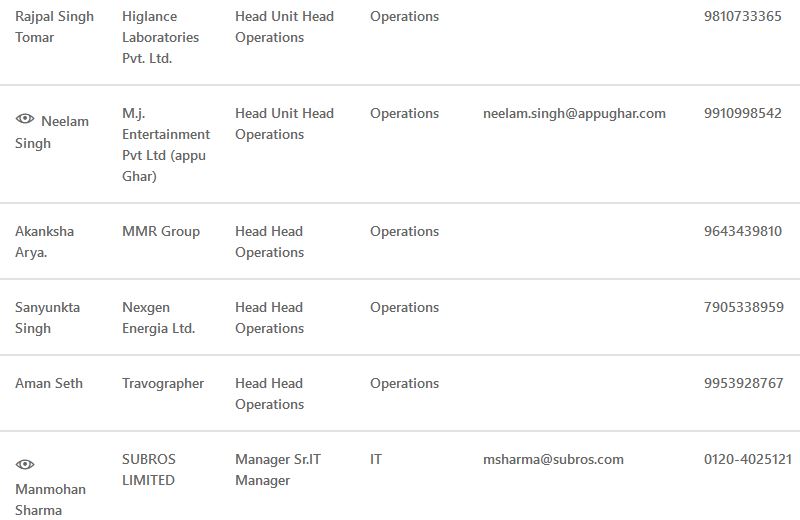 Rajpal Singh Tomar	Higlance Laboratories Pvt. Ltd.	Head Unit Head Operations	Operations		9810733365
Neelam Singh	M.j. Entertainment Pvt Ltd (appu Ghar)	Head Unit Head Operations	Operations	neelam.singh@appughar.com	9910998542
Akanksha Arya.	MMR Group	Head Head Operations	Operations		9643439810
Sanyunkta Singh	Nexgen Energia Ltd.	Head Head Operations	Operations		7905338959
Aman Seth	Travographer	Head Head Operations	Operations		9953928767
Manmohan Sharma	SUBROS LIMITED	Manager Sr.IT Manager	IT	msharma@subros.com	0120-4025121